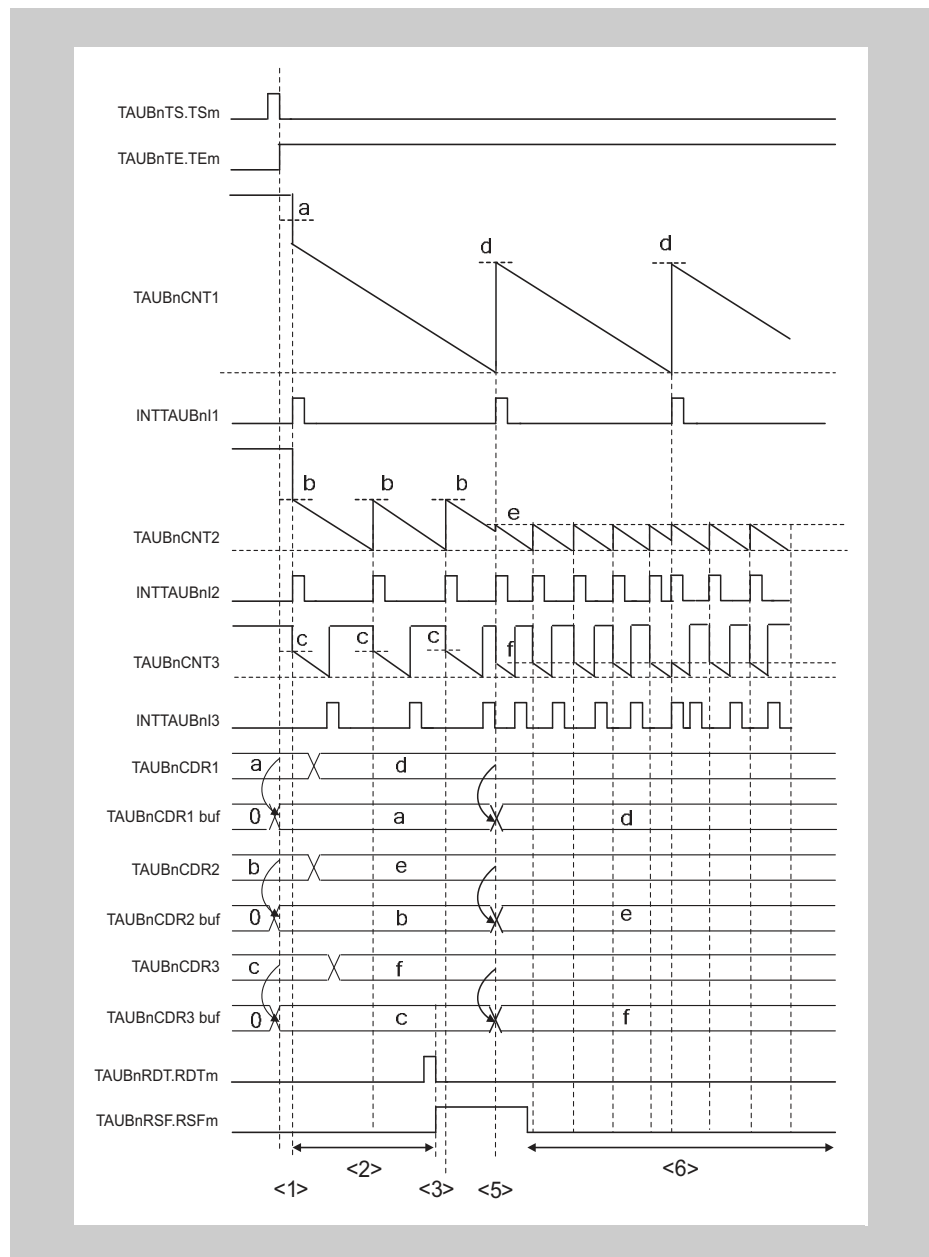 TAUBnTS.TSm
TAUBnTE.TEm
a
d
d
TAUBnCNT1
INTTAUBnI1
b
b
b
e
TAUBnCNT2
INTTAUBnI2
c
c
c
f
TAUBnCNT3
INTTAUBnI3
TAUBnCDR1
a
d
TAUBnCDR1 buf
0
a
d
TAUBnCDR2
b
e
TAUBnCDR2 buf
0
b
e
TAUBnCDR3
c
f
TAUBnCDR3 buf
0
c
f
TAUBnRDT.RDTm
TAUBnRSF.RSFm
<2>
<6>
<1>
<3>
<5>